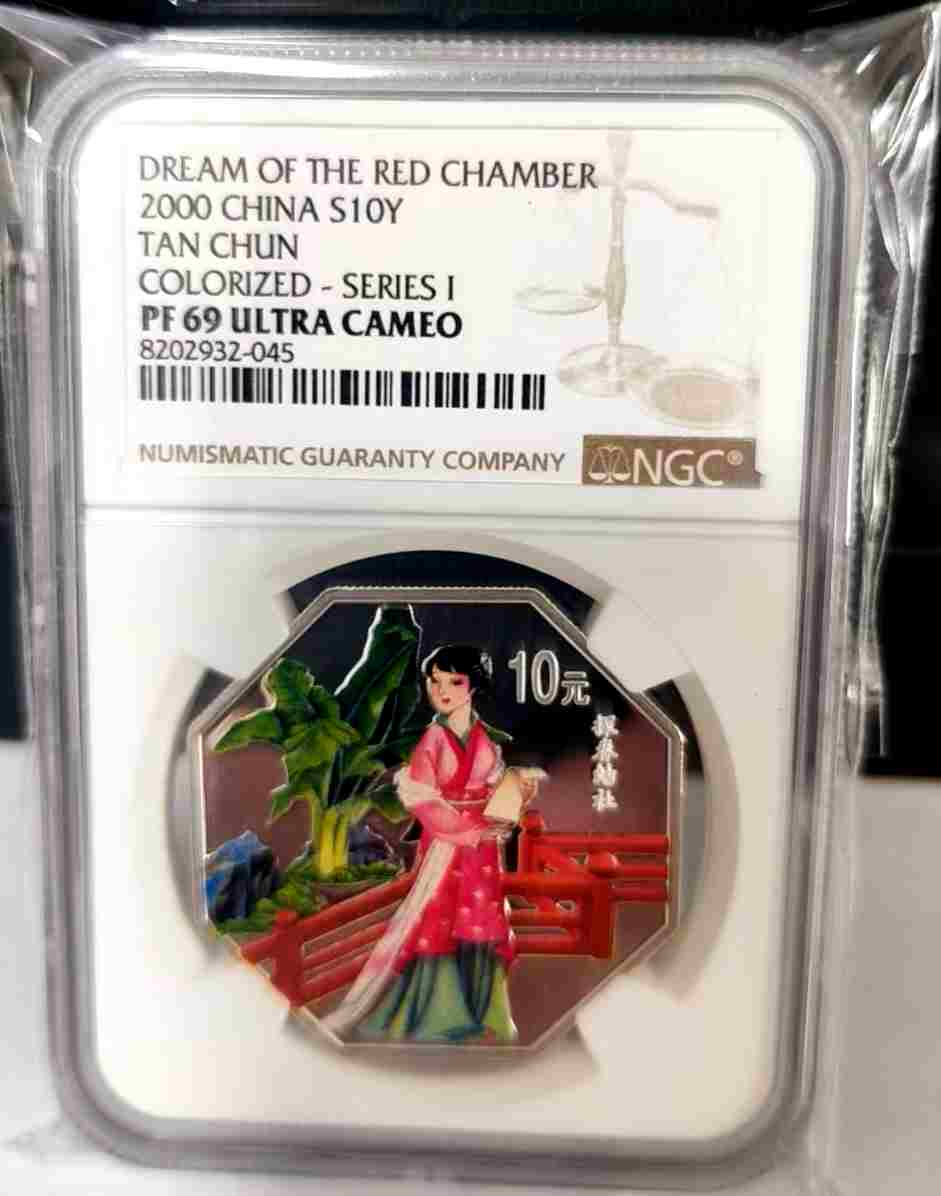 DREAM OF THE RED CHAMBER
2000 CHINA S10Y
TAN CHUN
COLORIZED - SERIES I
PF 69 ULTRA CAMEO
8202932-045
NUMISMATIC GUARANTY COMPANY
NGC®
10元
探春结社